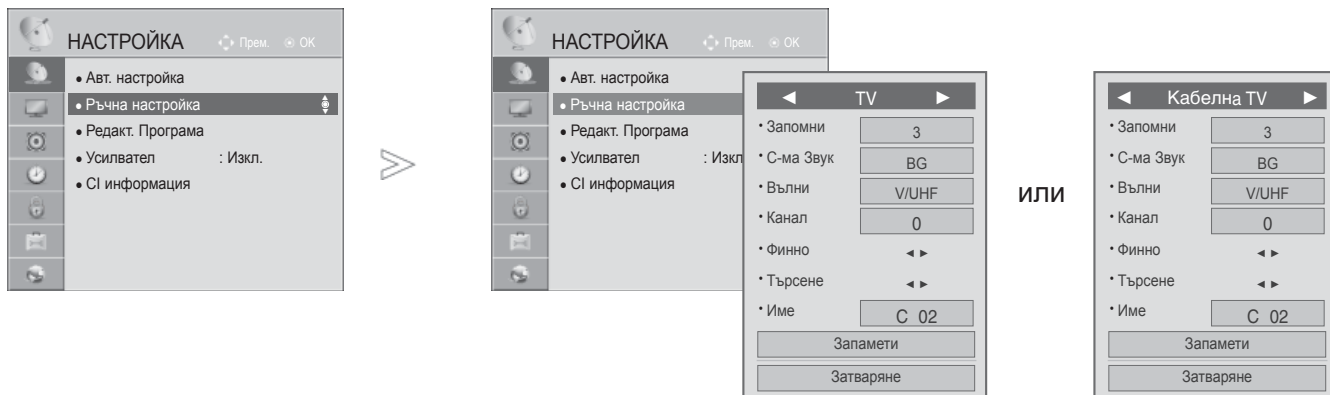 НАСТРОЙКА Прем. OK
• Авт. настройка
• Ръчна настройка
• Редакт. Програма
• Усилвател : Изкл.
• CI информация
НАСТРОЙКА Прем. OK
• Авт. настройка
• Ръчна настройка
• Редакт. Програма
• Усилвател : Изкл
• CI информация
◄ TV ►
• Запомни 3
• С-ма Звук BG
• Вълни V/UHF
• Канал 0
• Финно ◄ ►
• Търсене ◄ ►
• Име C 02
Запамети
Затваряне
или
◄ Кабелна TV ►
• Запомни 3
• С-ма Звук BG
• Вълни V/UHF
• Канал 0
• Финно ◄ ►
• Търсене ◄ ►
• Име C 02
Запамети
Затваряне